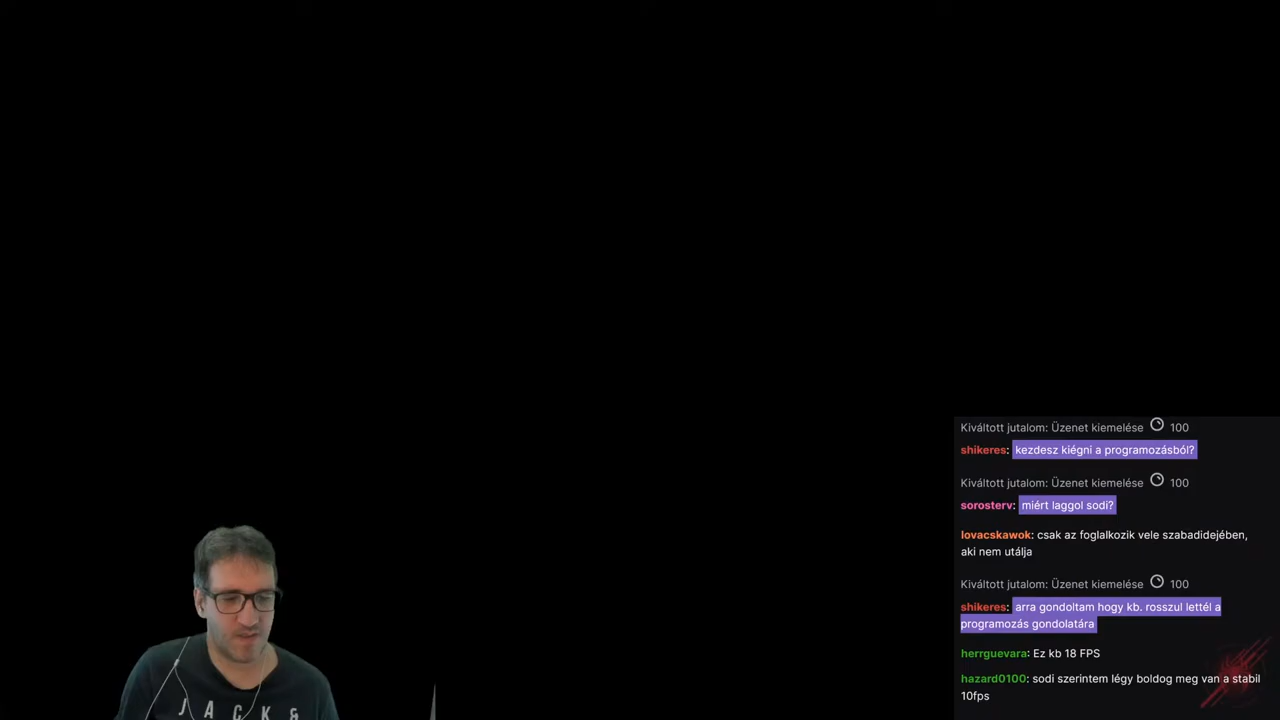 Kiváltott jutalom: Üzenet kiemelése 100
shikeres: kezdesz kiégni a programozásból?
Kiváltott jutalom: Üzenet kiemelése 100
sorosterv: miért laggol sodi?
lovacskawok: csak az foglalkozik vele szabadidejében,
aki nem utálja
Kiváltott jutalom: Üzenet kiemelése 100
shikeres: arra gondoltam hogy kb. rosszul lettél a
programozás gondolatára
herrguevara: Ez kb 18 FPS
hazard0100: sodi szerintem légy boldog meg van a stabil
10fps
JACK &